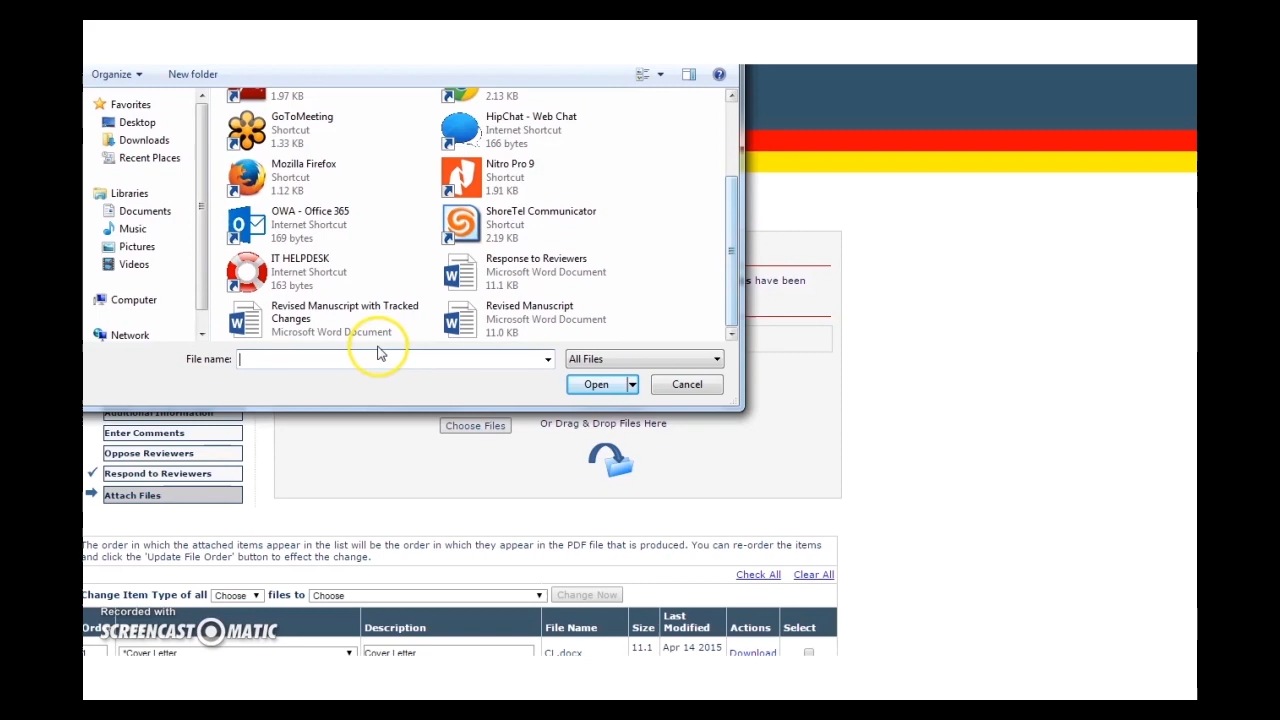 Organize
New folder
Favorites
Desktop
Downloads
Recent Places
Libraries
Documents
Music
Pictures
Videos
Computer
Network
1.97 KB
2.13 KB
GoToMeeting
Shortcut
1.33 KB
HipChat - Web Chat
Internet Shortcut
166 bytes
Mozilla Firefox
Shortcut
1.12 KB
Nitro Pro 9
Shortcut
1.91 KB
OWA - Office 365
Internet Shortcut
169 bytes
ShoreTel Communicator
Shortcut
2.19 KB
IT HELPDESK
Internet Shortcut
163 bytes
Response to Reviewers
Microsoft Word Document
11.1 KB
Revised Manuscript with Tracked
Changes
Microsoft Word Document
Revised Manuscript
Microsoft Word Document
11.0 KB
File name:
All Files
Open
Cancel
s have been
Additional Information
Enter Comments
Oppose Reviewers
Respond to Reviewers
Attach Files
Choose Files
Or Drag & Drop Files Here
The order in which the attached items appear in the list will be the order in which they appear in the PDF file that is produced. You can re-order the items
and click the 'Update File Order' button to effect the change.
Check All Clear All
Change Item Type of all Choose files to Choose Change Now
Recorded with
SCREENCAST MATIC
Ord
Description
File Name
Size
Last
Modified
Actions
Select
1
*Cover Letter
Cover Letter
CL.docx
11.1
Apr 14 2015
Download